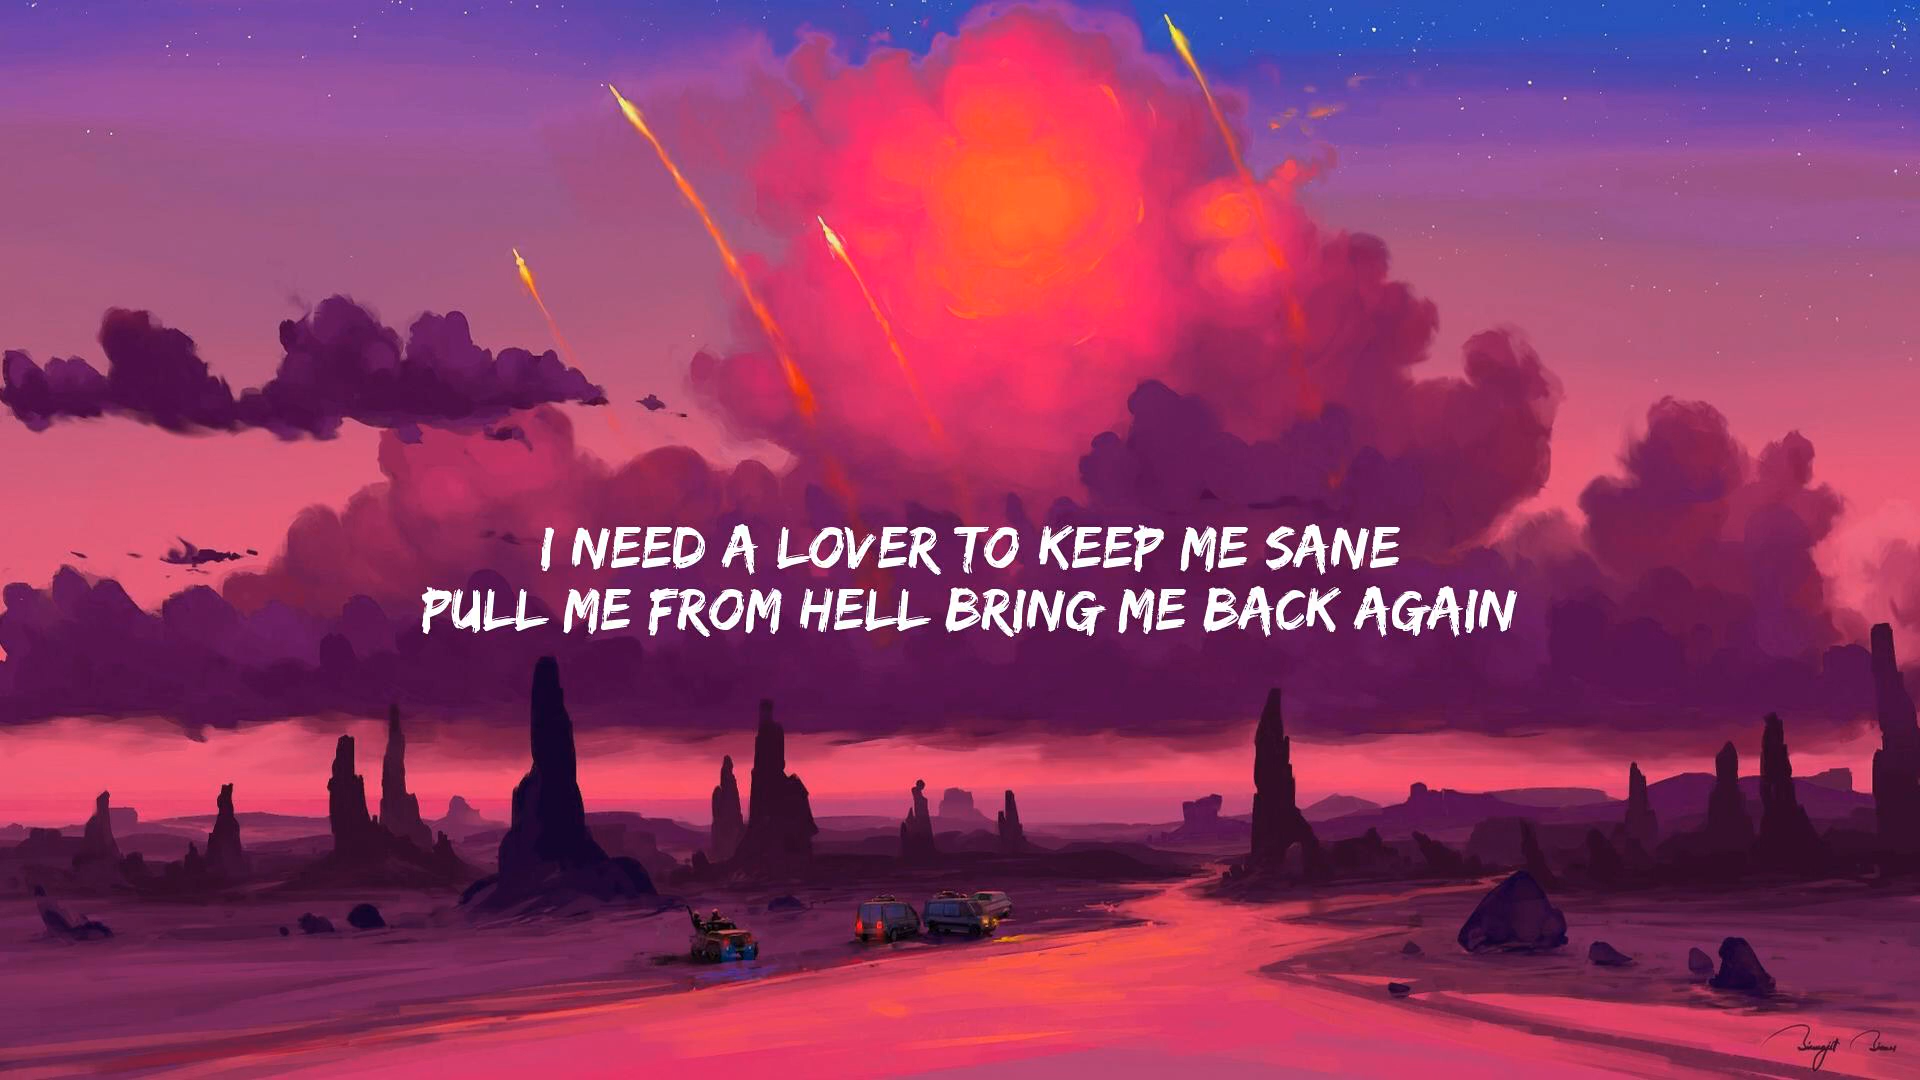 I NEED A LOVER TO KEEP ME SANE
PULL ME FROM HELL BRING ME BACK AGAIN